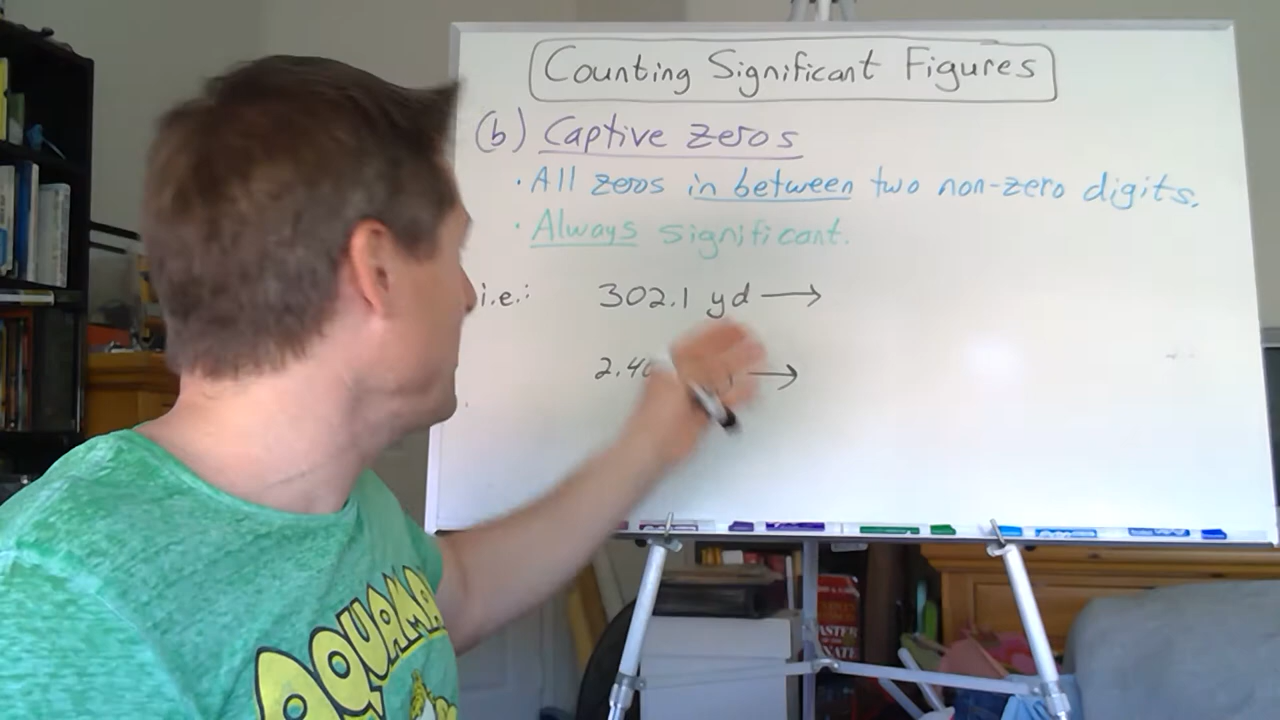 Counting Significant Figures
(b) Captive zeros
· All zeros in between two non-zero digits.
· Always significant.
i.e.: 302.1 yd →
2.40 →
AQUAMA